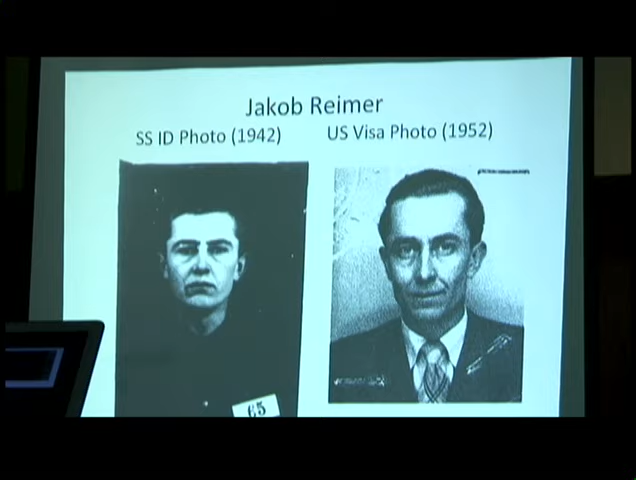 Jakob Reimer
SS ID Photo (1942)
US Visa Photo (1952)
65